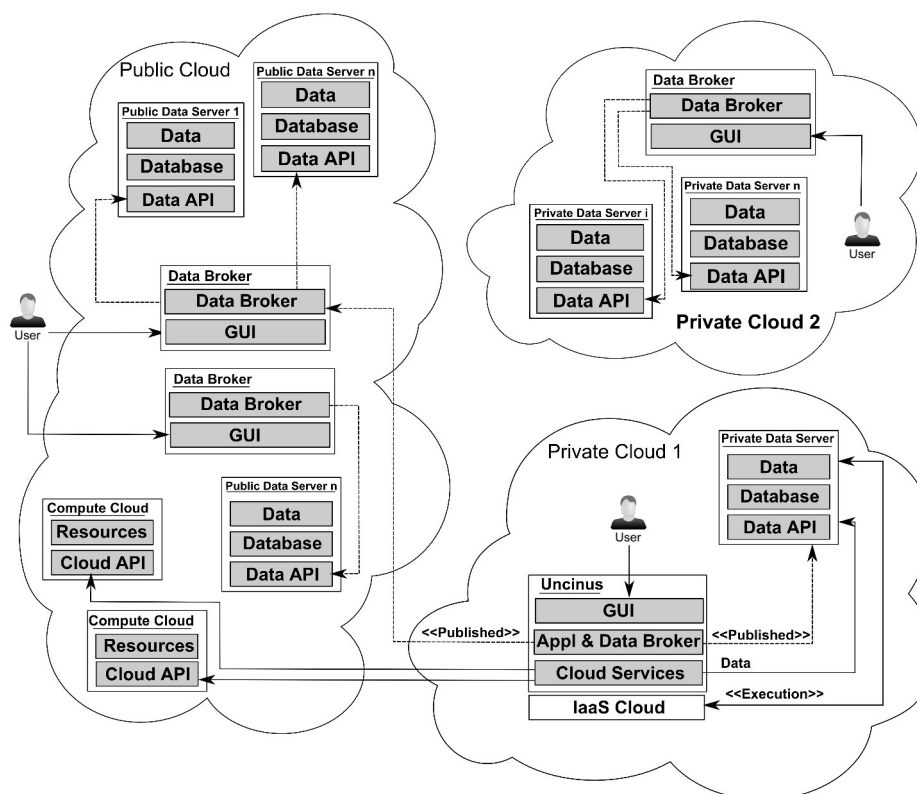 Public Cloud
Public Data Server n
Data
Database
Data API
Public Data Server 1
Data
Database
Data API
Data Broker
Data Broker
GUI
User
Data Broker
Data Broker
GUI
Public Data Server n
Data
Database
Data API
Compute Cloud
Resources
Cloud API
Compute Cloud
Resources
Cloud API
Data Broker
Data Broker
GUI
Private Data Server n
Data
Database
Data API
Private Data Server i
Data
Database
Data API
User
Private Cloud 2
Private Cloud 1
Private Data Server
Data
Database
Data API
User
Uncinus
GUI
<<Published>>
Appl & Data Broker
<<Published>>
Cloud Services
Data
<<Execution>>
IaaS Cloud